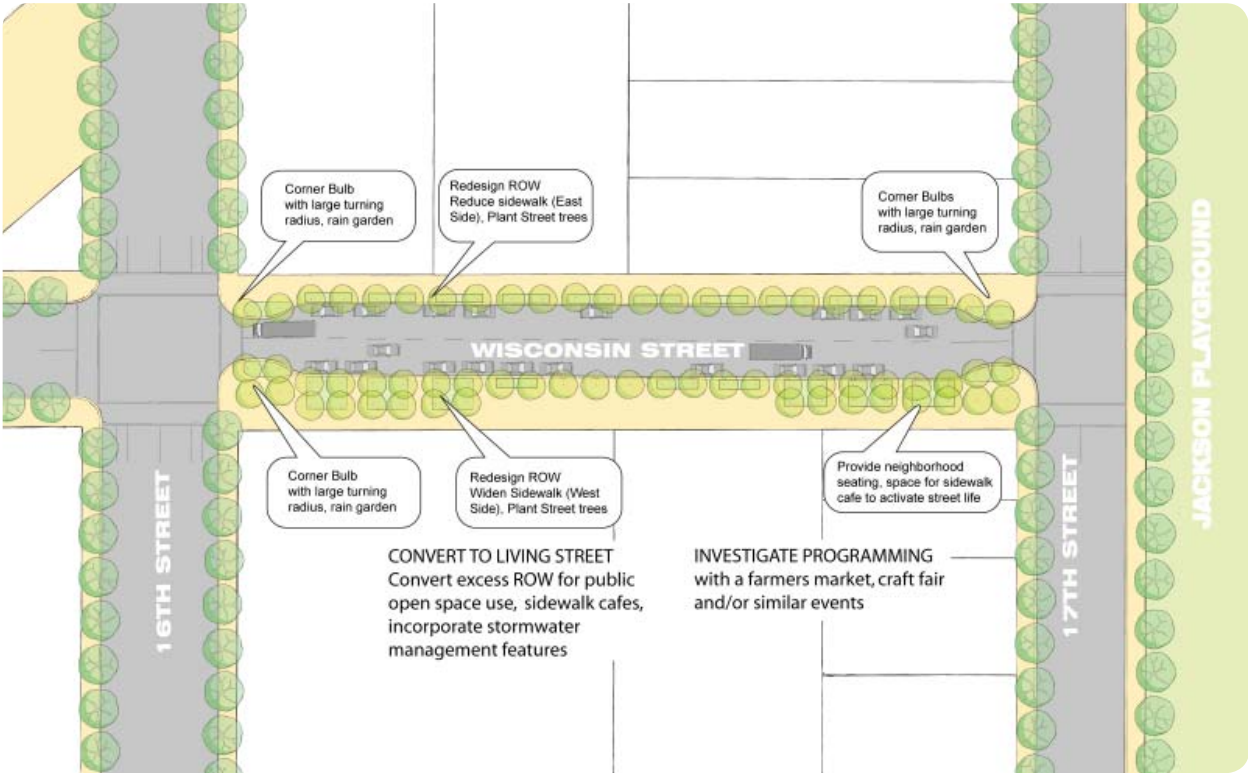 Corner Bulb
with large turning
radius, rain garden
Redesign ROW
Reduce sidewalk (East
Side), Plant Street trees
Corner Bulbs
with large turning
radius, rain garden
WISCONSIN STREET
JACKSON PLAYGROUND
Corner Bulb
with large turning
radius, rain garden
Redesign ROW
Widen Sidewalk (West
Side), Plant Street trees
Provide neighborhood
seating, space for sidewalk
cafe to activate street life
16TH STREET
17TH STREET
CONVERT TO LIVING STREET
Convert excess ROW for public
open space use, sidewalk cafes,
incorporate stormwater
management features
INVESTIGATE PROGRAMMING
with a farmers market, craft fair
and/or similar events